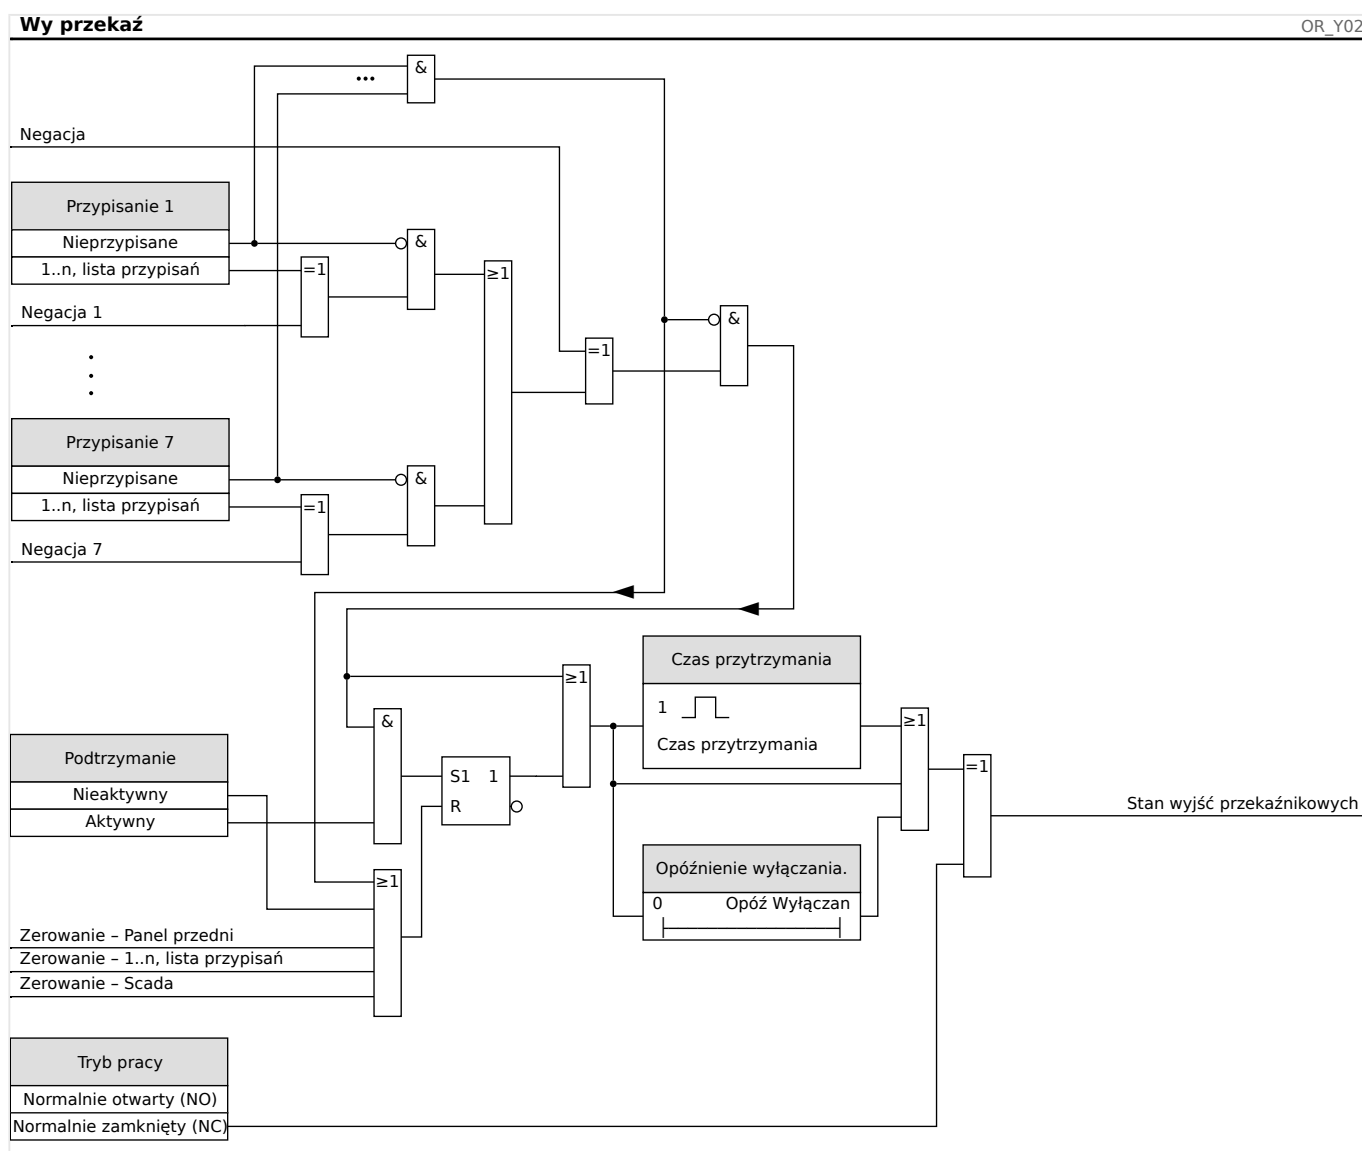 Wy przekaź
OR_Y02
&
...
Negacja
Przypisanie 1
Nieprzypisane
&
1..n, lista przypisań
=1
≥1
Negacja 1
&
=1
Przypisanie 7
Nieprzypisane
&
1..n, lista przypisań
=1
Negacja 7
Czas przytrzymania
≥1
1
Czas przytrzymania
&
≥1
Podtrzymanie
Nieaktywny
Aktywny
S1 1
R
=1
Stan wyjść przekaźnikowych
Opóźnienie wyłączania.
0 Opóź Wyłączan
≥1
Zerowanie – Panel przedni
Zerowanie – 1..n, lista przypisań
Zerowanie – Scada
Tryb pracy
Normalnie otwarty (NO)
Normalnie zamknięty (NC)